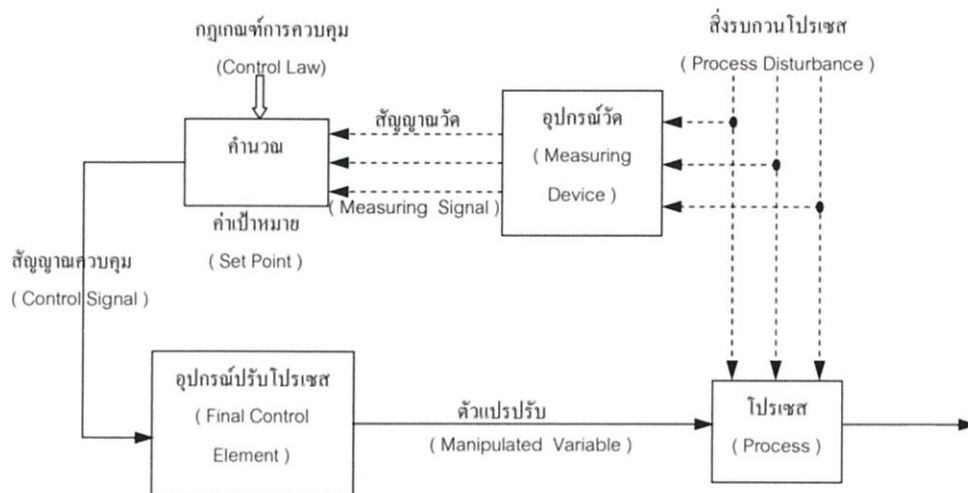 กฎเกณฑ์การควบคุม
(Control Law)
สิ่งรบกวนโปรเซส
( Process Disturbance )
สัญญาณวัด
อุปกรณ์วัด
( Measuring
Device )
คำนวณ
(Measuring Signal)
ค่าเป้าหมาย
( Set Point )
สัญญาณควบคุม
( Control Signal )
อุปกรณ์ปรับโปรเซส
( Final Control
Element )
ตัวแปรปรับ
( Manipulated Variable )
โปรเซส
( Process )